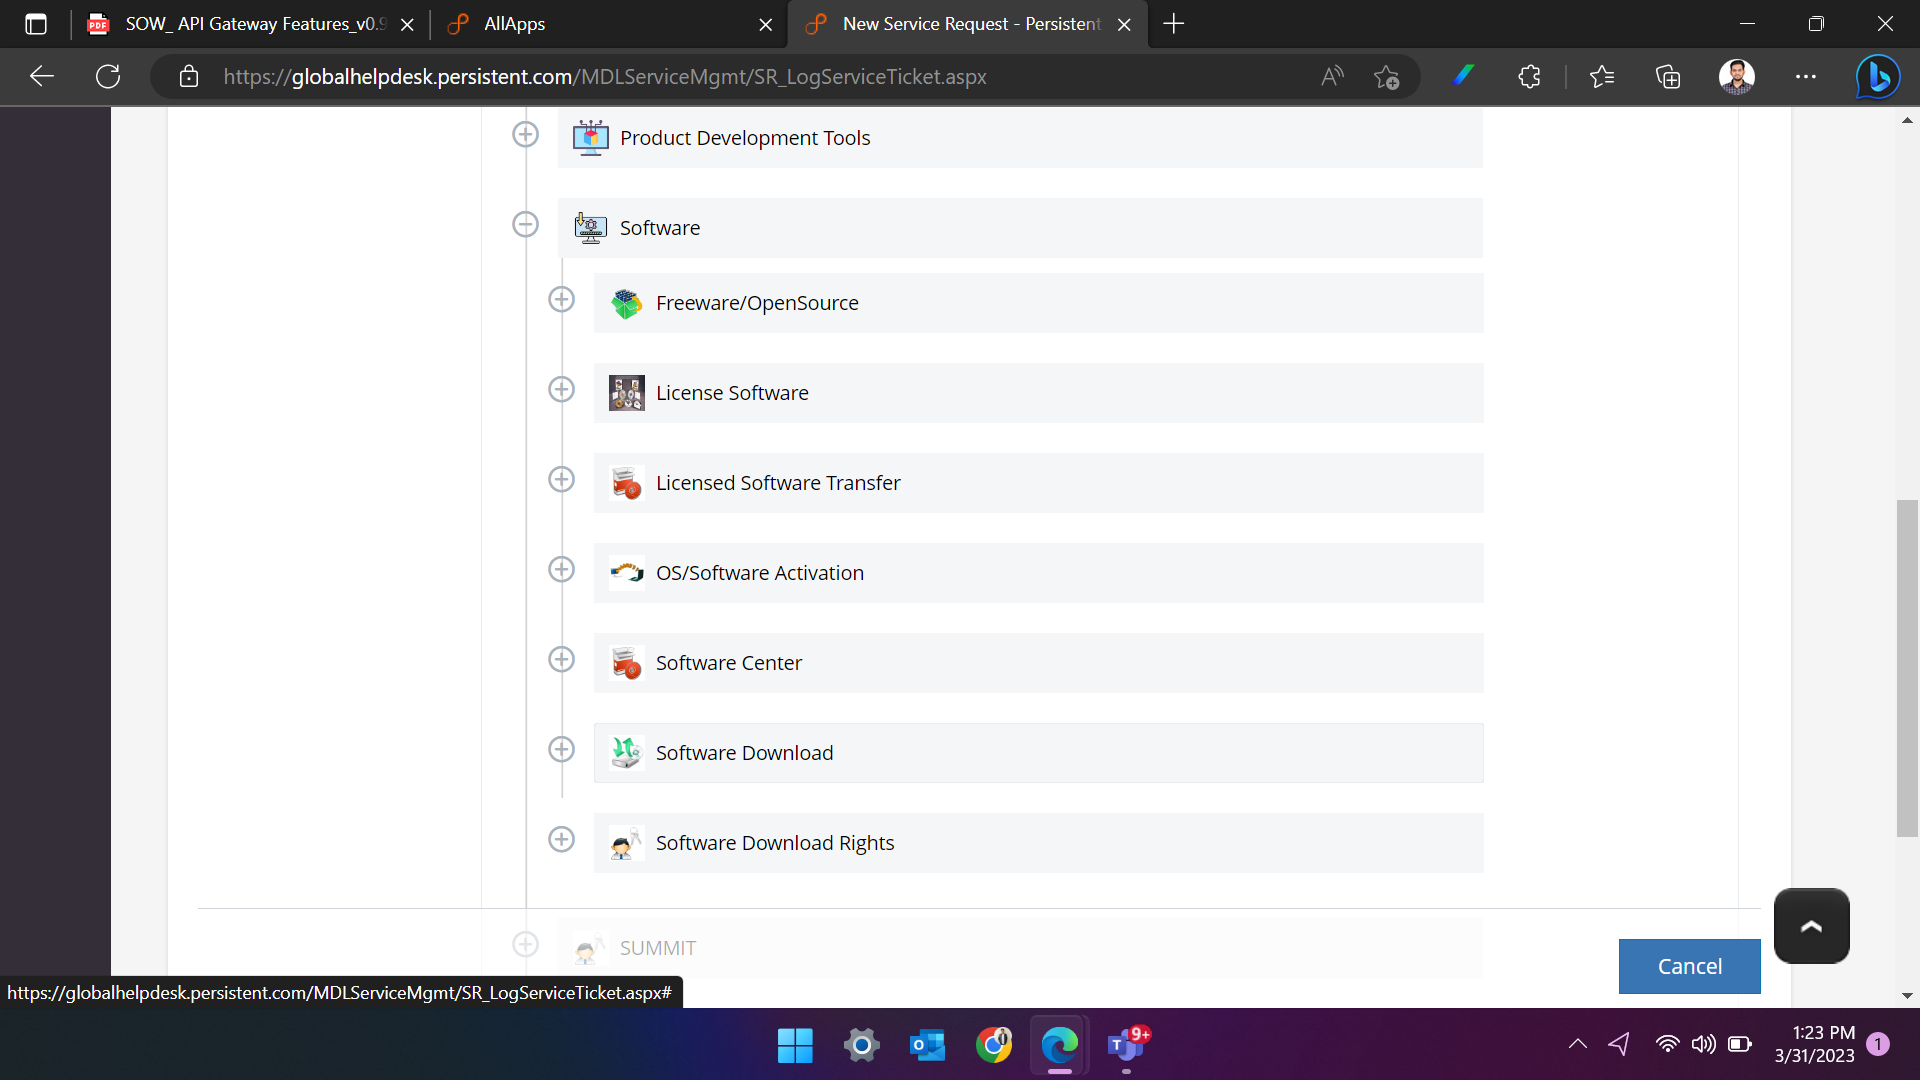 SOW_ API Gateway Features_v0.9
AllApps
New Service Request - Persistent
https://globalhelpdesk.persistent.com/MDLServiceMgmt/SR_LogServiceTicket.aspx
Product Development Tools
Software
Freeware/OpenSource
License Software
Licensed Software Transfer
OS/Software Activation
Software Center
Software Download
Software Download Rights
SUMMIT
Cancel
https://globalhelpdesk.persistent.com/MDLServiceMgmt/SR_LogServiceTicket.aspx#
9+
1:23 PM
3/31/2023
1